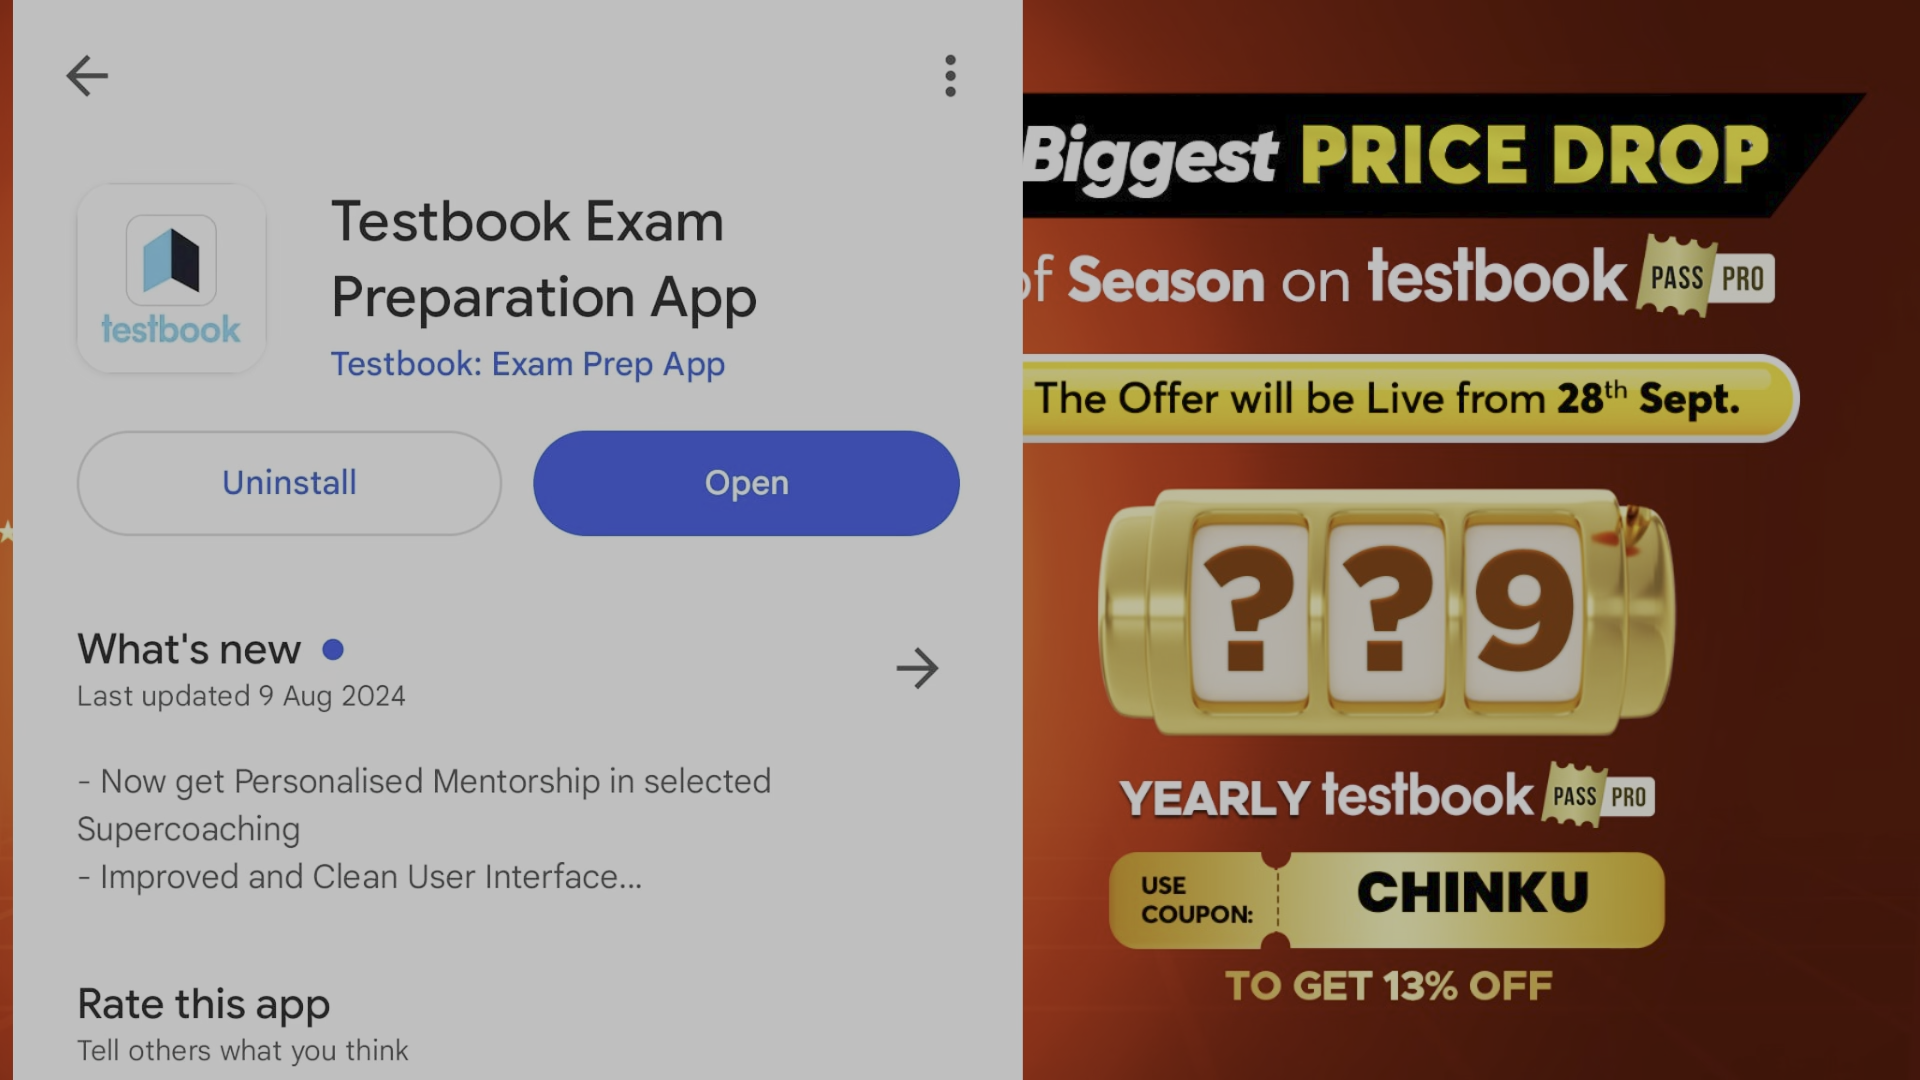 testbook
Testbook Exam
Preparation App
Testbook: Exam Prep App
Uninstall
Open
What's new
Last updated 9 Aug 2024
- Now get Personalised Mentorship in selected
Supercoaching
- Improved and Clean User Interface...
Rate this app
Tell others what you think
Biggest PRICE DROP
of Season on testbook PASS PRO
The Offer will be Live from 28th Sept.
??9
YEARLY testbook PASS PRO
USE
COUPON:
CHINKU
TO GET 13% OFF